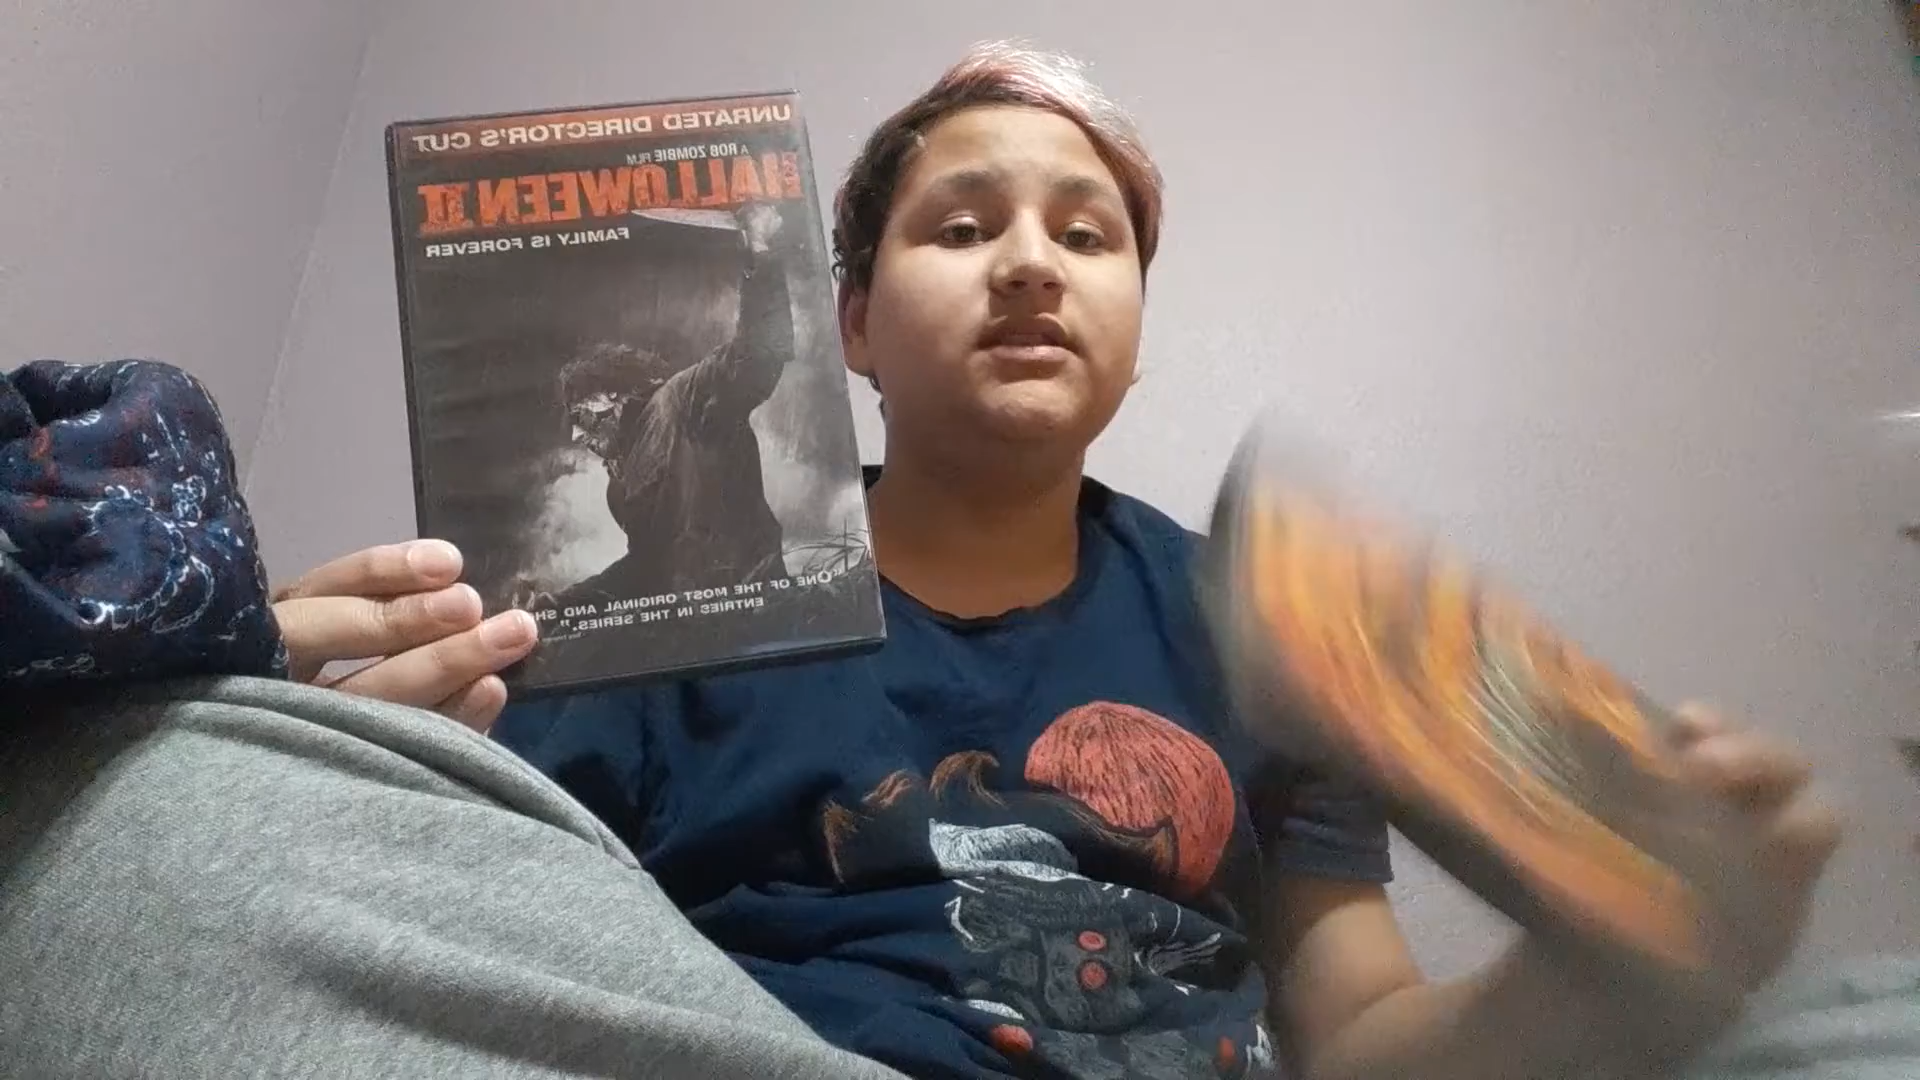 UNRATED DIRECTOR'S CUT
A ROB ZOMBIE FILM
HALLOWEEN II
FAMILY IS FOREVER
"ONE OF THE MOST ORIGINAL AND
ENTRIES IN THE SERIES."